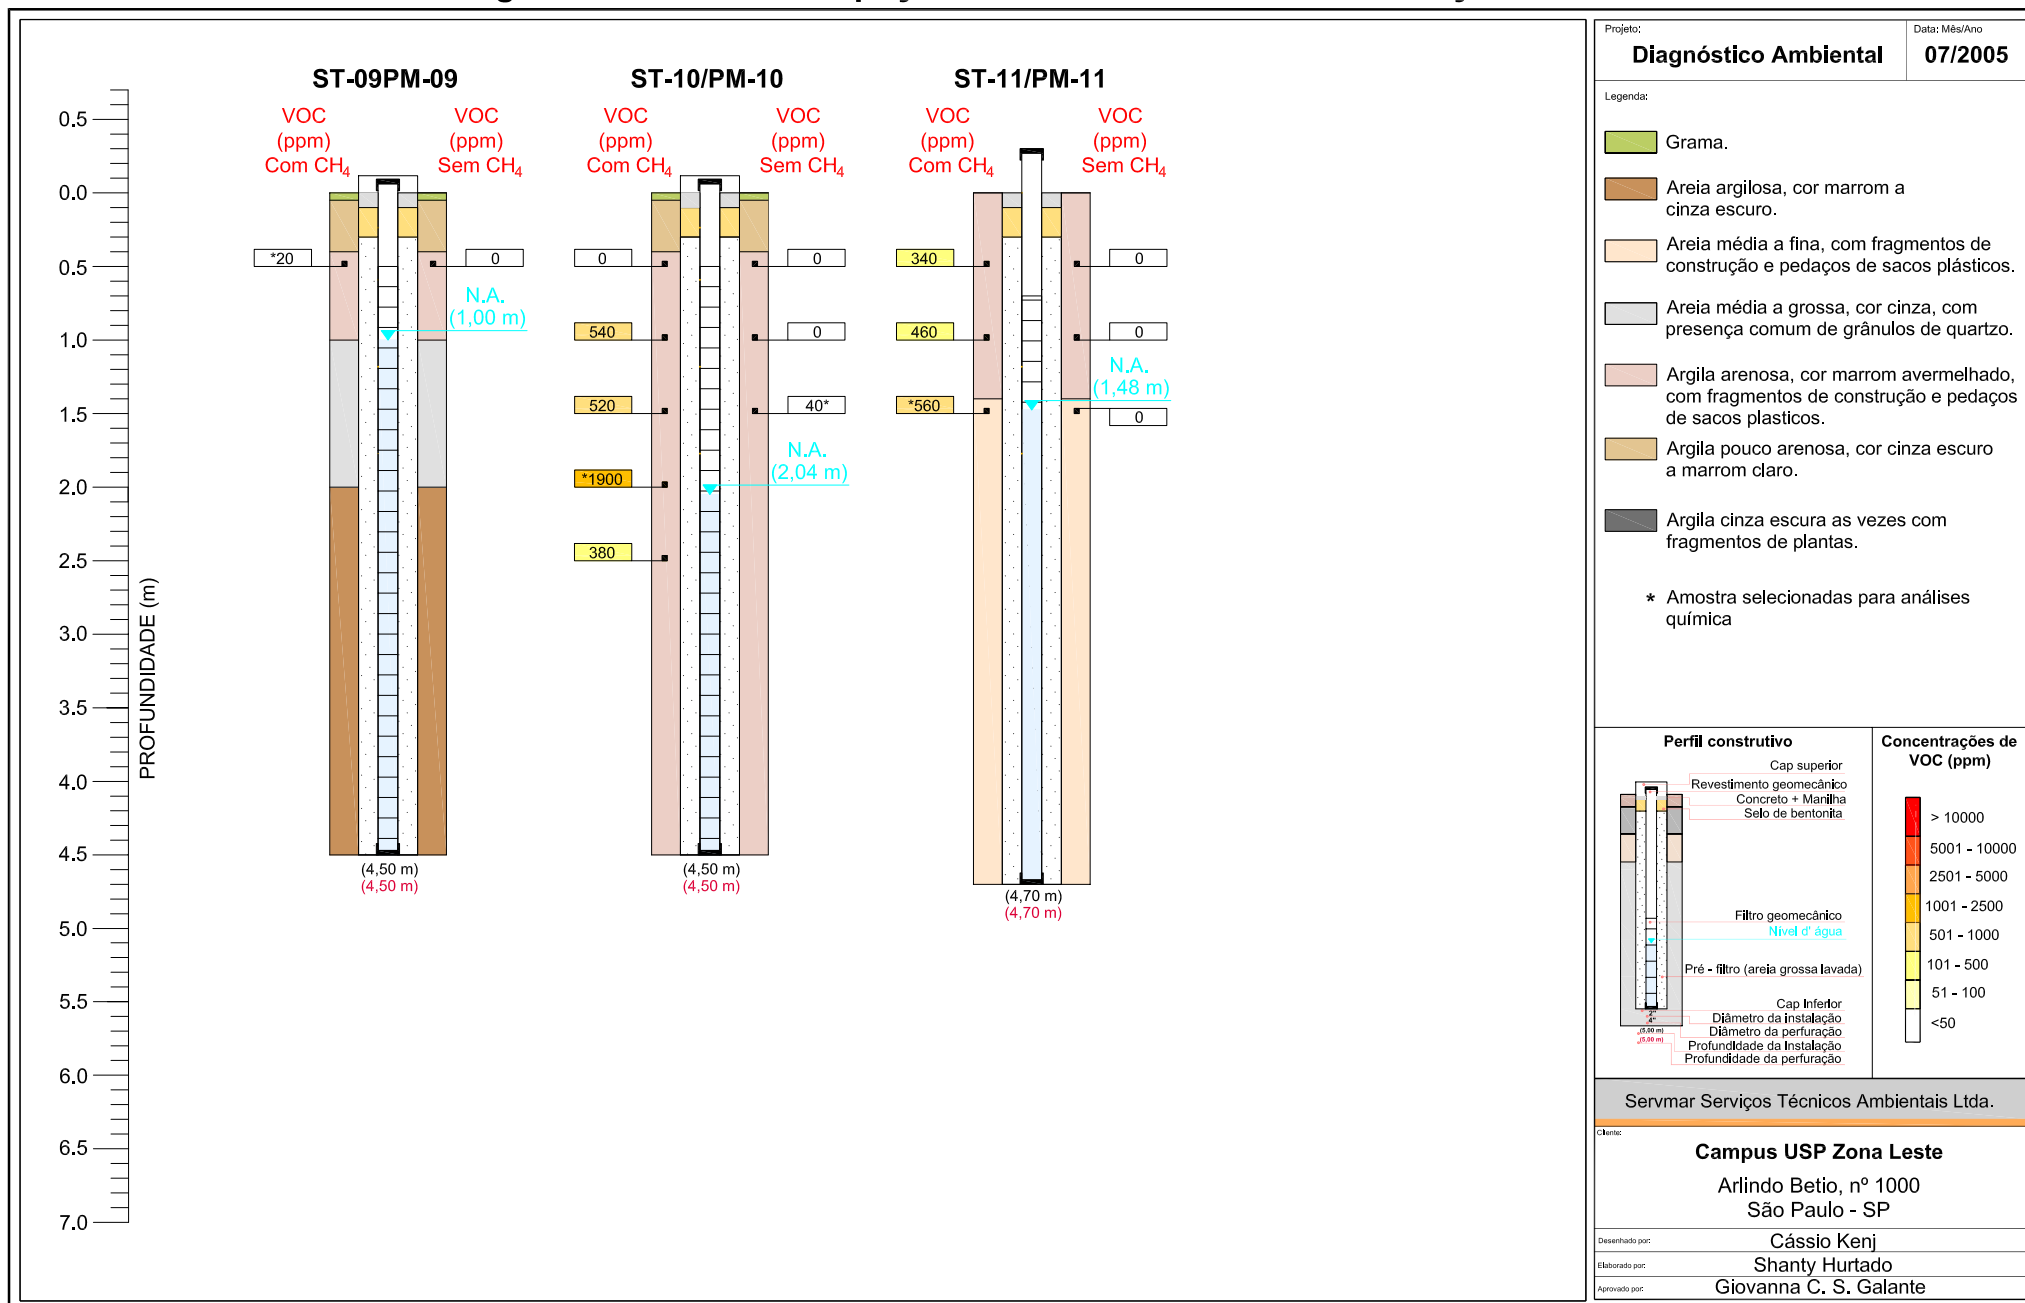 ST-09PM-09
VOC
(ppm)
Com CH4
VOC
(ppm)
Sem CH4
ST-10/PM-10
VOC
(ppm)
Com CH4
VOC
(ppm)
Sem CH4
ST-11/PM-11
VOC
(ppm)
Com CH4
VOC
(ppm)
Sem CH4
PROFUNDIDADE (m)
0.5
0.0
0.5
1.0
1.5
2.0
2.5
3.0
3.5
4.0
4.5
5.0
5.5
6.0
6.5
7.0
*20
0
N.A.
(1,00 m)
(4,50 m)
(4,50 m)
0
0
540
0
520
40*
N.A.
(2,04 m)
*1900
380
(4,50 m)
(4,50 m)
340
0
460
0
N.A.
(1,48 m)
*560
0
(4,70 m)
(4,70 m)
Projeto:
Diagnóstico Ambiental
Data: Mês/Ano
07/2005
Legenda:
Grama.
Areia argilosa, cor marrom a
cinza escuro.
Areia média a fina, com fragmentos de
construção e pedaços de sacos plásticos.
Areia média a grossa, cor cinza, com
presença comum de grânulos de quartzo.
Argila arenosa, cor marrom avermelhado,
com fragmentos de construção e pedaços
de sacos plasticos.
Argila pouco arenosa, cor cinza escuro
a marrom claro.
Argila cinza escura as vezes com
fragmentos de plantas.
* Amostra selecionadas para análises
química
Perfil construtivo
Cap superior
Revestimento geomecânico
Concreto + Manilha
Selo de bentonita
Filtro geomecânico
Nível d' água
Pré - filtro (areia grossa lavada)
Cap Inferior
2"
Diâmetro da instalação
4"
Diâmetro da perfuração
(5,00 m)
(5,00 m)
Profundidade da Instalação
Profundidade da perfuração
Concentrações de
VOC (ppm)
> 10000
5001 - 10000
2501 - 5000
1001 - 2500
501 - 1000
101 - 500
51 - 100
<50
Servmar Serviços Técnicos Ambientais Ltda.
Cliente:
Campus USP Zona Leste
Arlindo Betio, nº 1000
São Paulo - SP
Desenhado por:
Cássio Kenj
Elaborado por:
Shanty Hurtado
Aprovado por:
Giovanna C. S. Galante